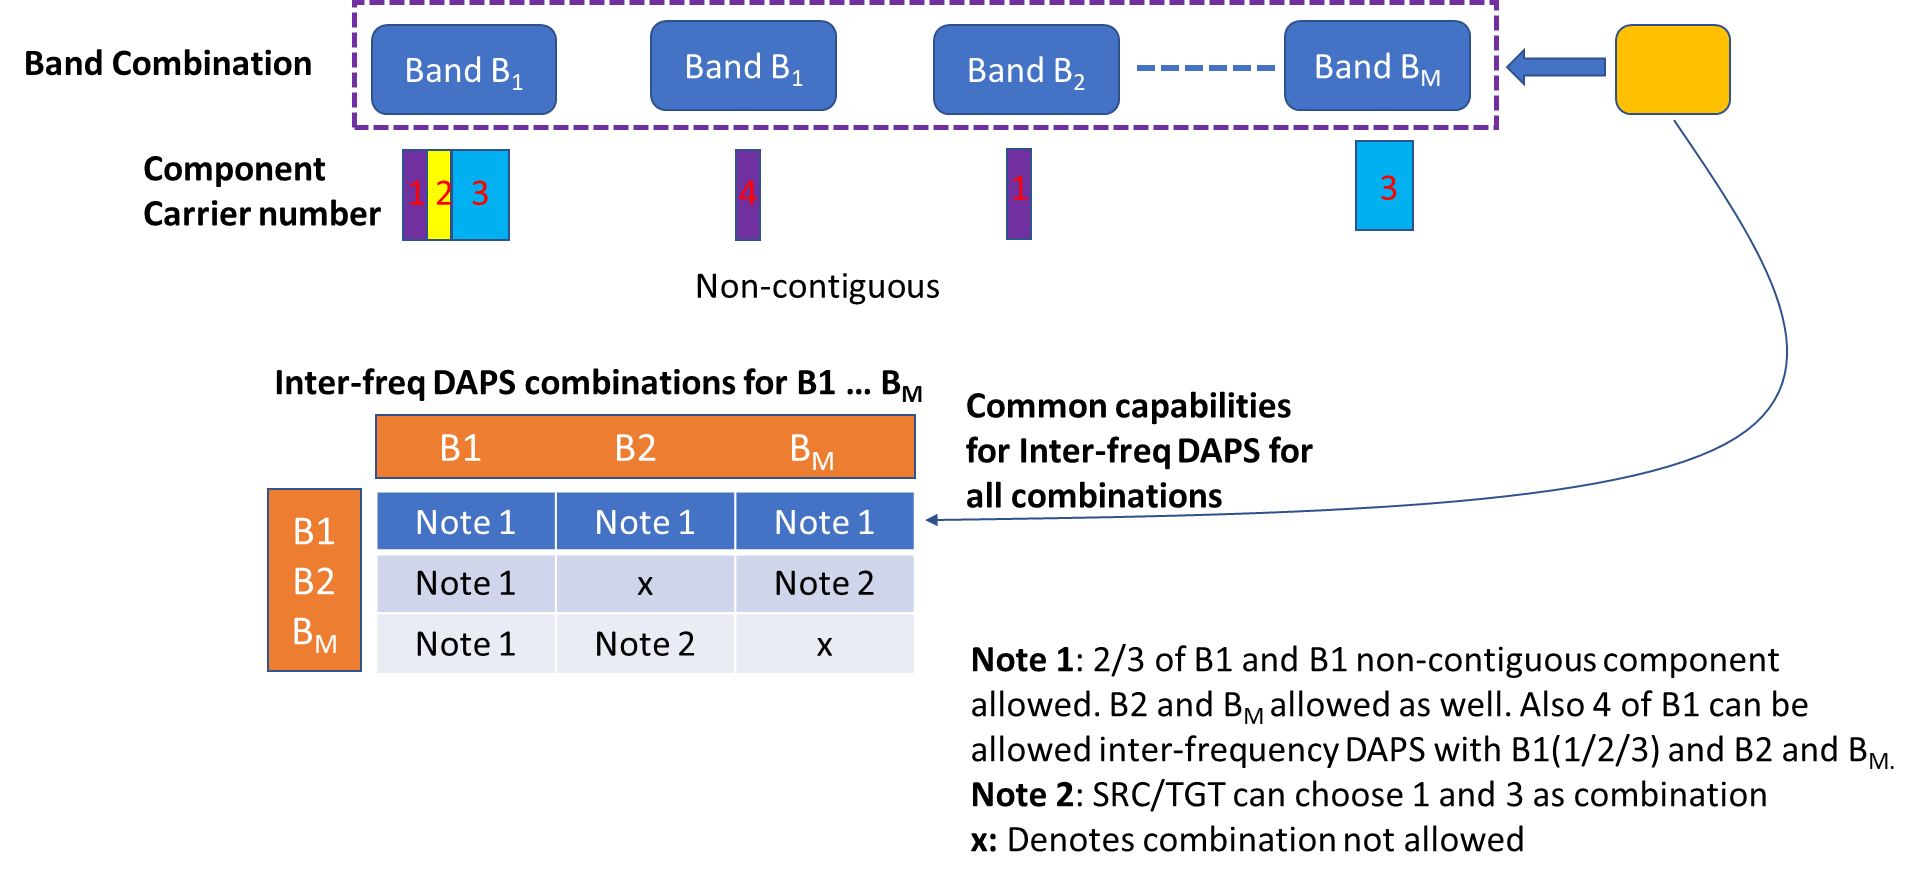 Band Combination
Band B1
Band B1
Band B2
Band BM
Component
Carrier number
1 2 3
4
1
3
Non-contiguous
Inter-freq DAPS combinations for B1 ... BM
Common capabilities
for Inter-freq DAPS for
all combinations
B1 B2 BM
B1 Note 1 Note 1 Note 1
B2 Note 1 x Note 2
BM Note 1 Note 2 x
Note 1: 2/3 of B1 and B1 non-contiguous component
allowed. B2 and BM allowed as well. Also 4 of B1 can be
allowed inter-frequency DAPS with B1(1/2/3) and B2 and BM.
Note 2: SRC/TGT can choose 1 and 3 as combination
x: Denotes combination not allowed